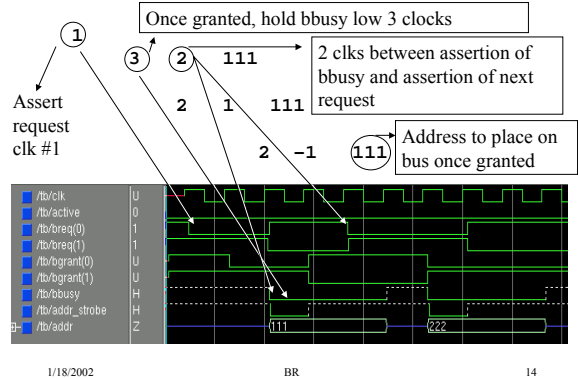 Once granted, hold bbusy low 3 clocks
1
3 2 111
2 clks between assertion of
bbusy and assertion of next
request
Assert
request
clk #1
2 1 111
2 –1 111
Address to place on
bus once granted
/tb/clk U
/tb/active 0
/tb/breq(0) 1
/tb/breq(1) 1
/tb/bgrant(0) U
/tb/bgrant(1) U
/tb/bbusy H
/tb/addr_strobe H
/tb/addr Z
111 222
1/18/2002 BR 14